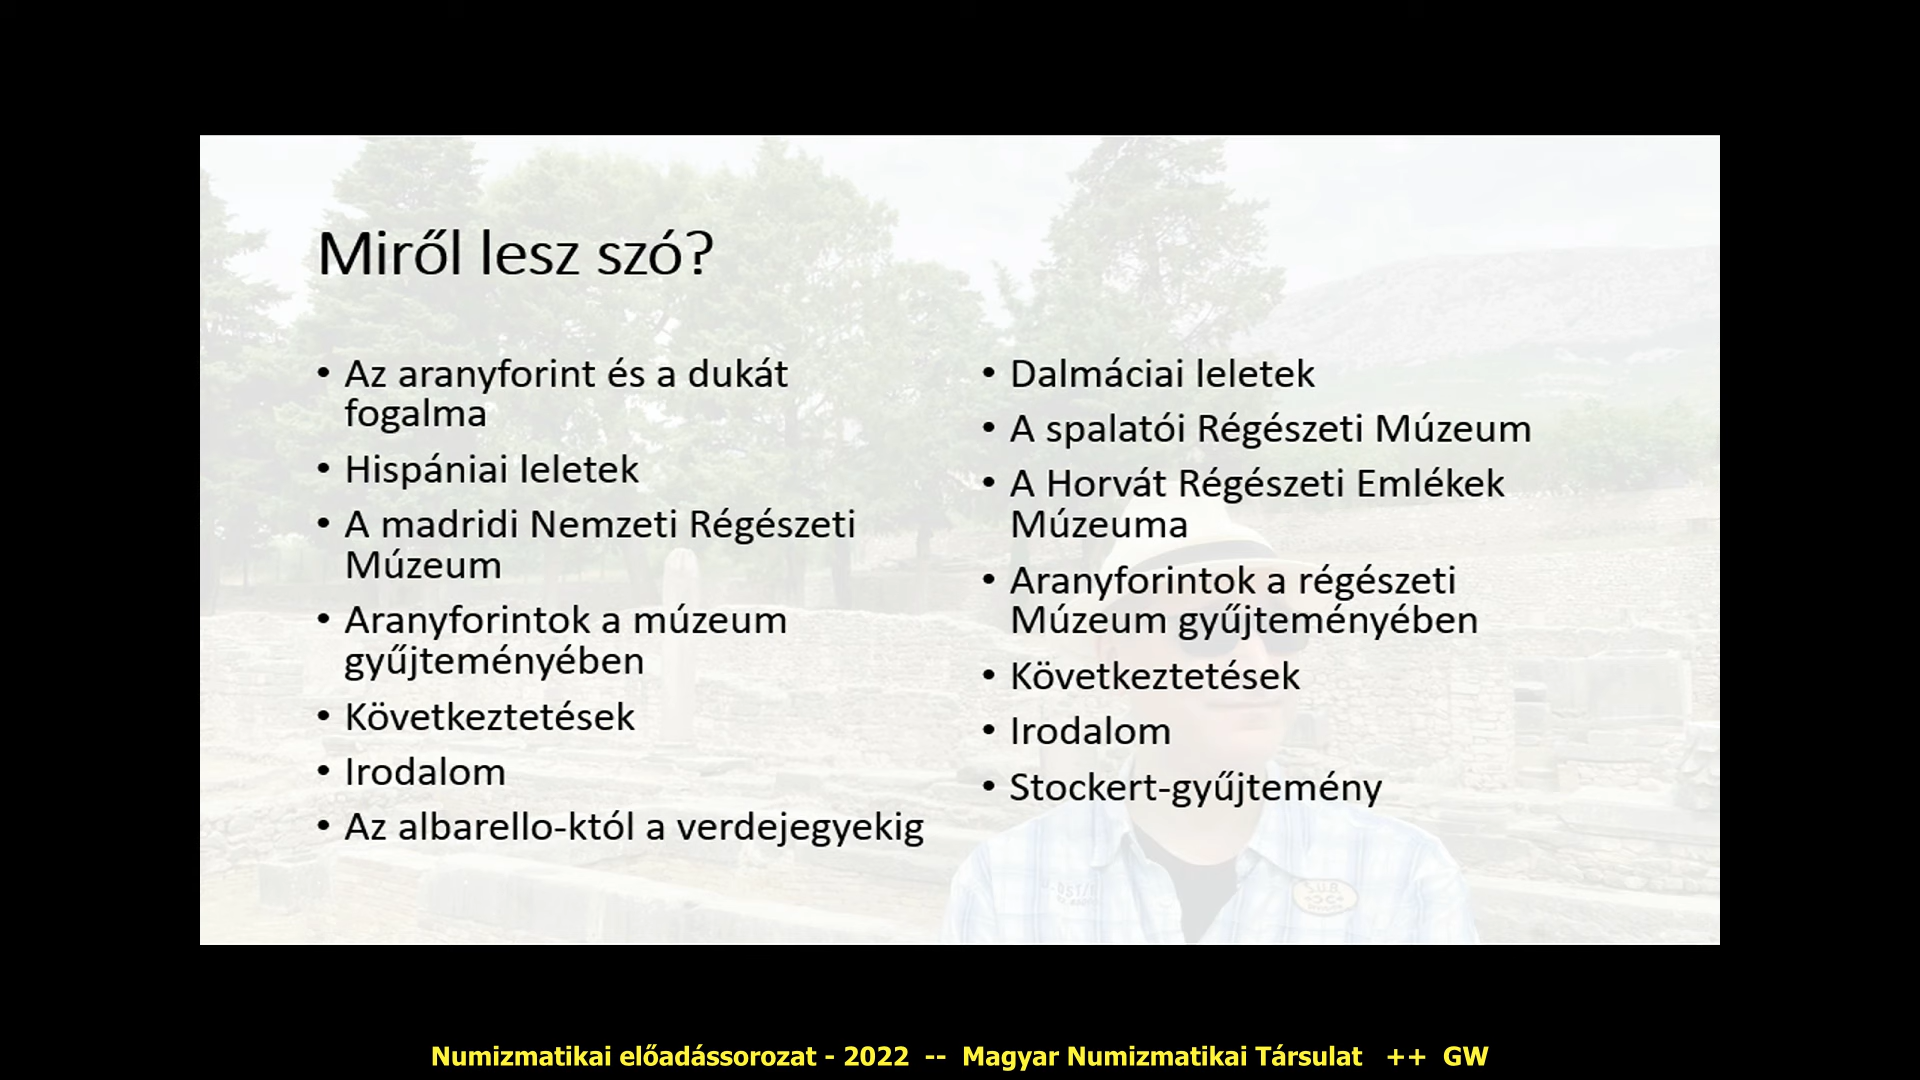 Miről lesz szó?
• Az aranyforint és a dukát
fogalma
• Hispániai leletek
• A madridi Nemzeti Régészeti
Múzeum
• Aranyforintok a múzeum
gyűjteményében
• Következtetések
• Irodalom
• Az albarello-któl a verdejegyekig
• Dalmáciai leletek
• A spalatói Régészeti Múzeum
• A Horvát Régészeti Emlékek
Múzeuma
• Aranyforintok a régészeti
Múzeum gyűjteményében
• Következtetések
• Irodalom
• Stockert-gyűjtemény
Numizmatikai előadássorozat - 2022 -- Magyar Numizmatikai Társulat ++ GW